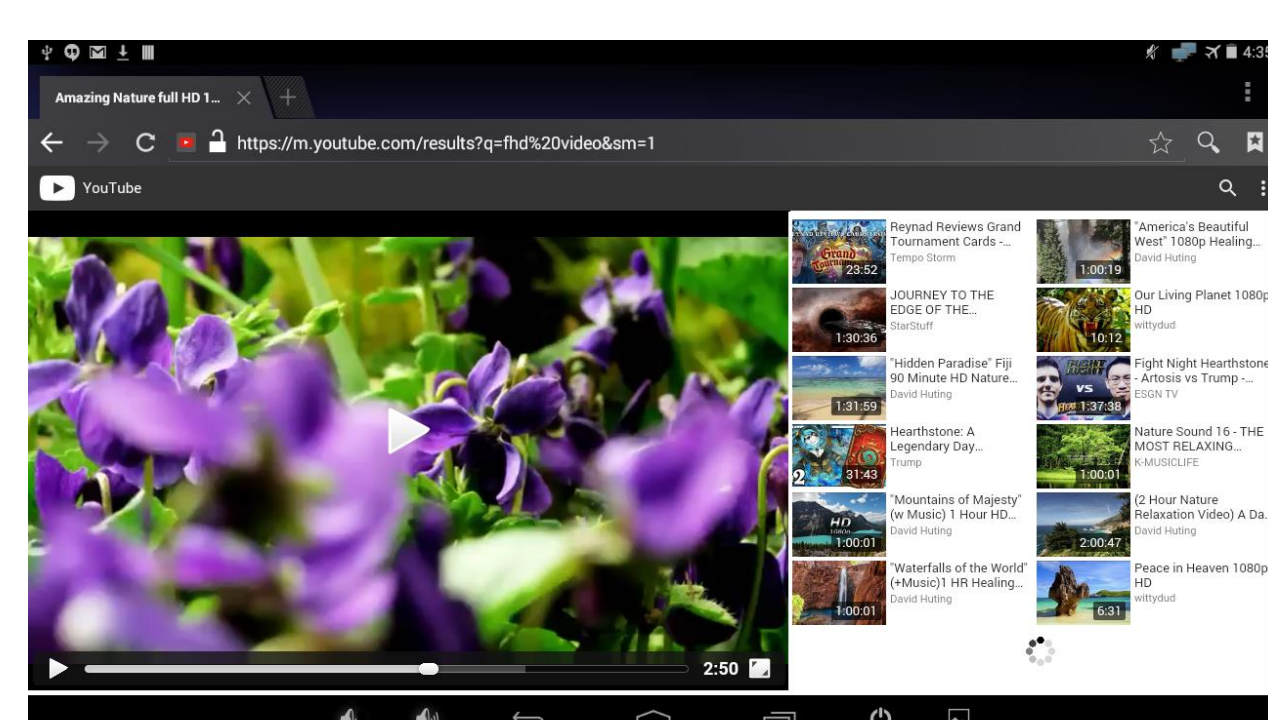 4:35
Amazing Nature full HD 1...
https://m.youtube.com/results?q=fhd%20video&sm=1
YouTube
Reynad Reviews Grand
Tournament Cards -...
Tempo Storm
Grand
23:52
JOURNEY TO THE
EDGE OF THE...
StarStuff
1:30:36
"Hidden Paradise" Fiji
90 Minute HD Nature...
David Huting
1:31:59
Hearthstone: A
Legendary Day...
Trump
2
31:43
"Mountains of Majesty"
(w Music) 1 Hour HD...
David Huting
HD
1:00:01
"Waterfalls of the World"
(+Music)1 HR Healing...
David Huting
1:00:01
"America's Beautiful
West" 1080p Healing...
David Huting
1:00:19
Our Living Planet 1080p
HD
wittydud
10:12
Fight Night Hearthstone
- Artosis vs Trump -...
ESGN TV
VS
1:37:38
Nature Sound 16 - THE
MOST RELAXING...
K-MUSICLIFE
1:00:01
(2 Hour Nature
Relaxation Video) A Da..
David Huting
2:00:47
Peace in Heaven 1080p
HD
wittydud
6:31
2:50